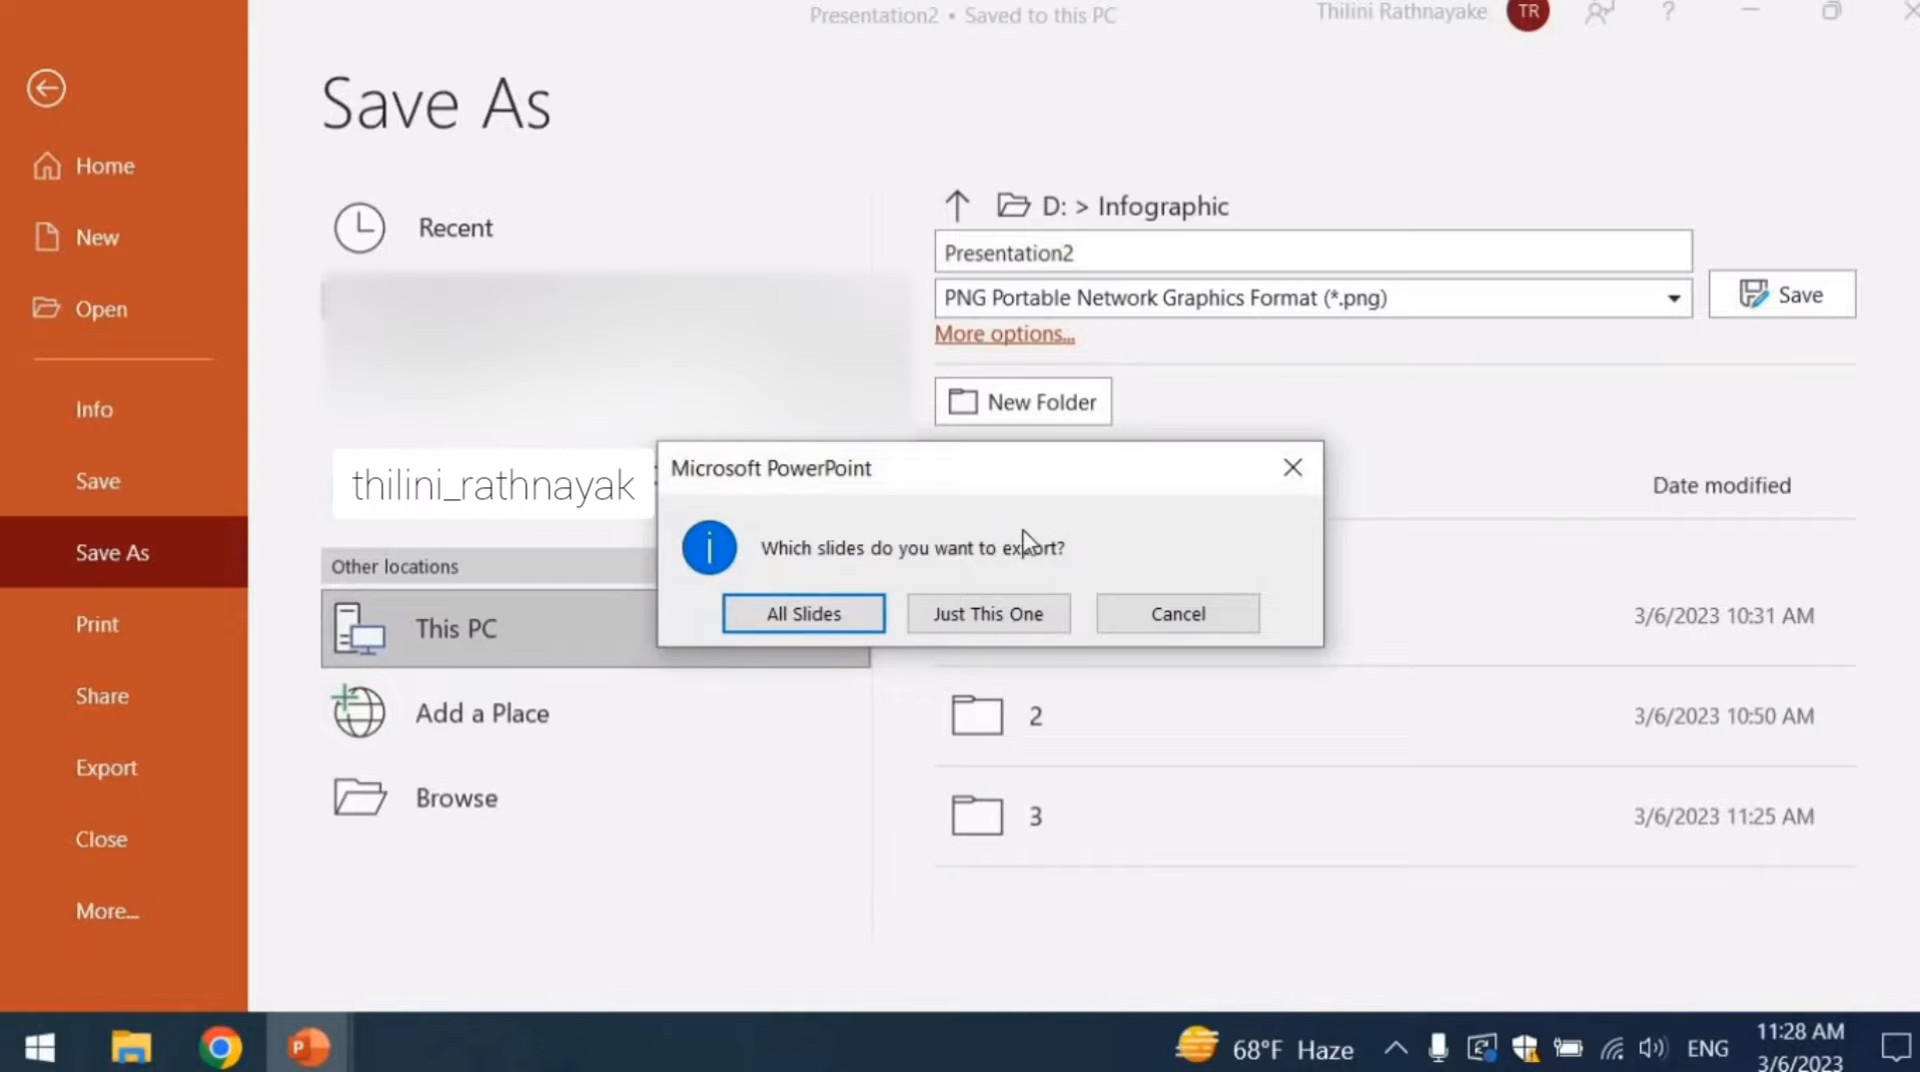 Presentation2 • Saved to this PC
Thilini Rathnayake
TR
?
Save As
Home
New
Open
Info
Save
Save As
Print
Share
Export
Close
More...
Recent
thilini_rathnayak
Other locations
This PC
Add a Place
Browse
D: > Infographic
Presentation2
PNG Portable Network Graphics Format (*.png)
Save
More options...
New Folder
Date modified
Microsoft PowerPoint
Which slides do you want to export?
All Slides
Just This One
Cancel
3/6/2023 10:31 AM
2
3/6/2023 10:50 AM
3
3/6/2023 11:25 AM
68°F Haze
ENG
11:28 AM
3/6/2023